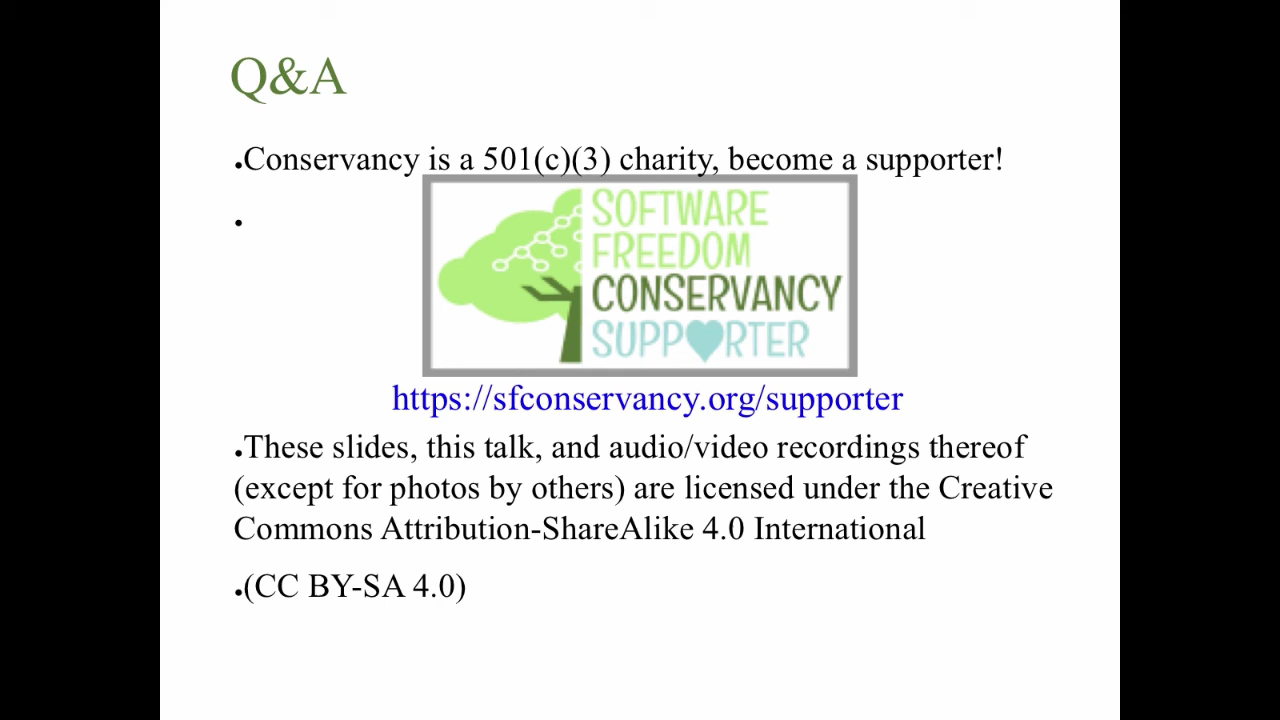 Q&A
•Conservancy is a 501(c)(3) charity, become a supporter!
•
SOFTWARE
FREEDOM
CONSERVANCY
SUPP♥RTER
https://sfconservancy.org/supporter
•These slides, this talk, and audio/video recordings thereof
(except for photos by others) are licensed under the Creative
Commons Attribution-ShareAlike 4.0 International
•(CC BY-SA 4.0)